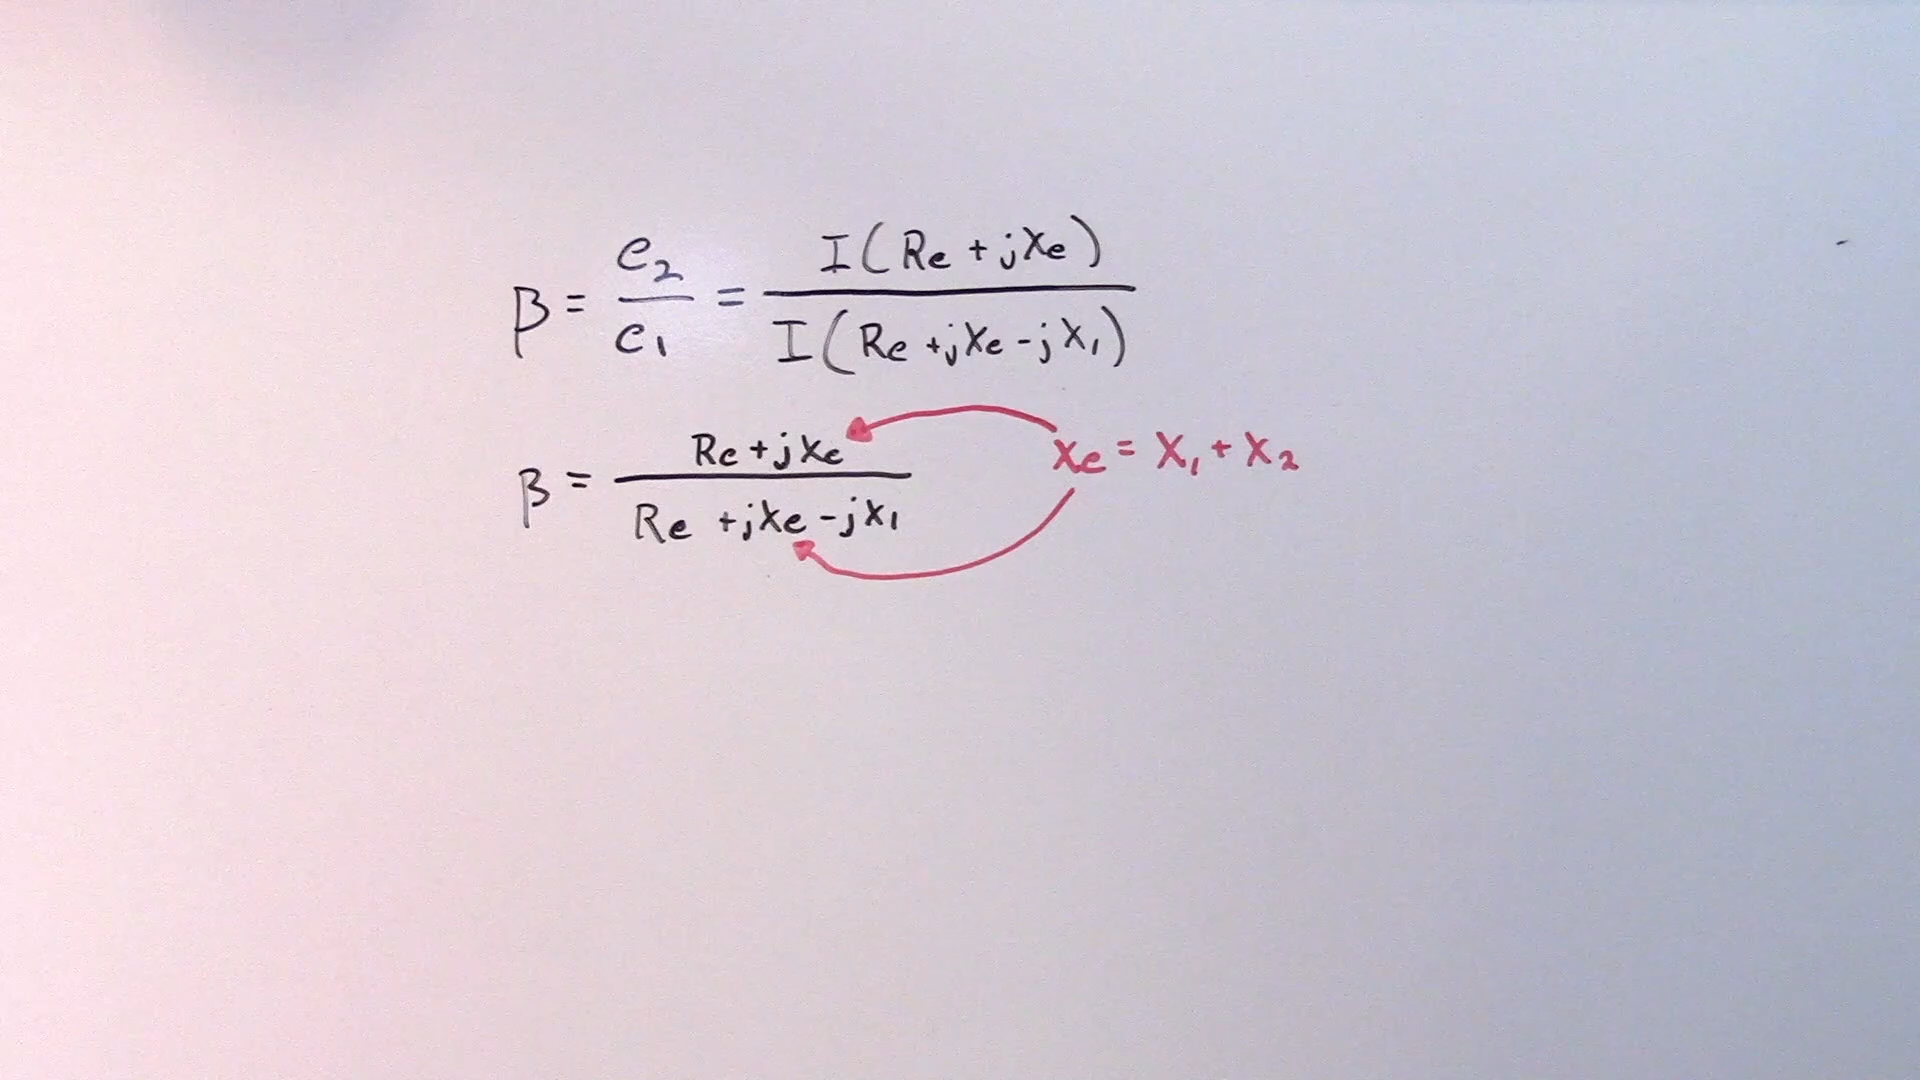 β = e₂/e₁ = I(Re + jXe)/I(Re + jXe - jX₁)
β = Re + jXe/Re + jXe - jX₁ Xe = X₁ + X₂